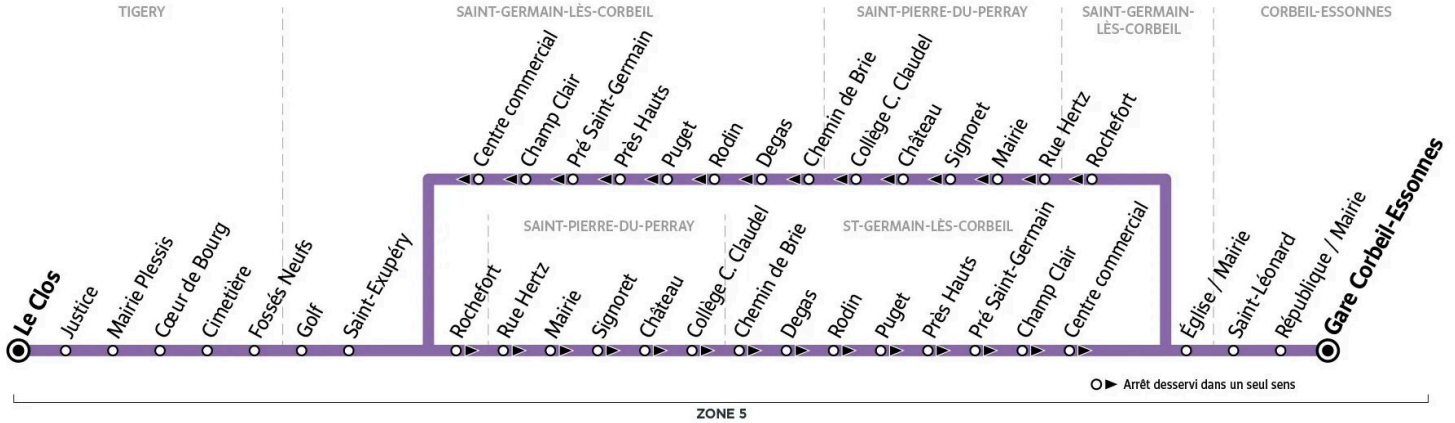 TIGERY
SAINT-GERMAIN-LÈS-CORBEIL
SAINT-PIERRE-DU-PERRAY
SAINT-GERMAIN-
LÈS-CORBEIL
CORBEIL-ESSONNES
Centre commercial
Champ Clair
Pré Saint-Germain
Près Hauts
Puget
Rodin
Degas
Chemin de Brie
Collège C. Claudel
Château
Signoret
Mairie
Rue Hertz
Rochefort
SAINT-PIERRE-DU-PERRAY
ST-GERMAIN-LÈS-CORBEIL
Le Clos
Justice
Mairie Plessis
Cœur de Bourg
Cimetière
Fossés Neufs
Golf
Saint-Exupéry
Rochefort
Rue Hertz
Mairie
Signoret
Château
Collège C. Claudel
Chemin de Brie
Degas
Rodin
Puget
Près Hauts
Pré Saint-Germain
Champ Clair
Centre commercial
Église / Mairie
Saint-Léonard
République / Mairie
Gare Corbeil-Essonnes
Arrêt desservi dans un seul sens
ZONE 5